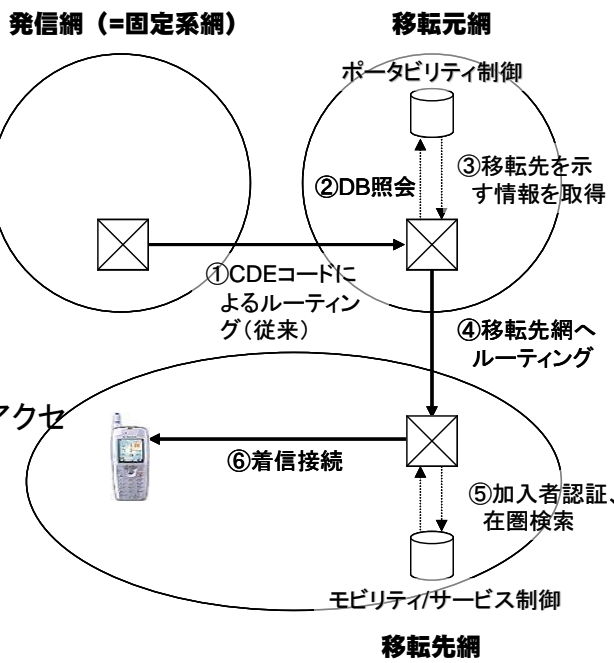 発信網（=固定系網）
移転元網
ポータビリティ制御
②DB照会
③移転先を示
す情報を取得
①CDEコードに
よるルーティン
グ（従来）
④移転先網へ
ルーティング
アクセ
⑥着信接続
⑤加入者認証、
在圏検索
モビリティ/サービス制御
移転先網